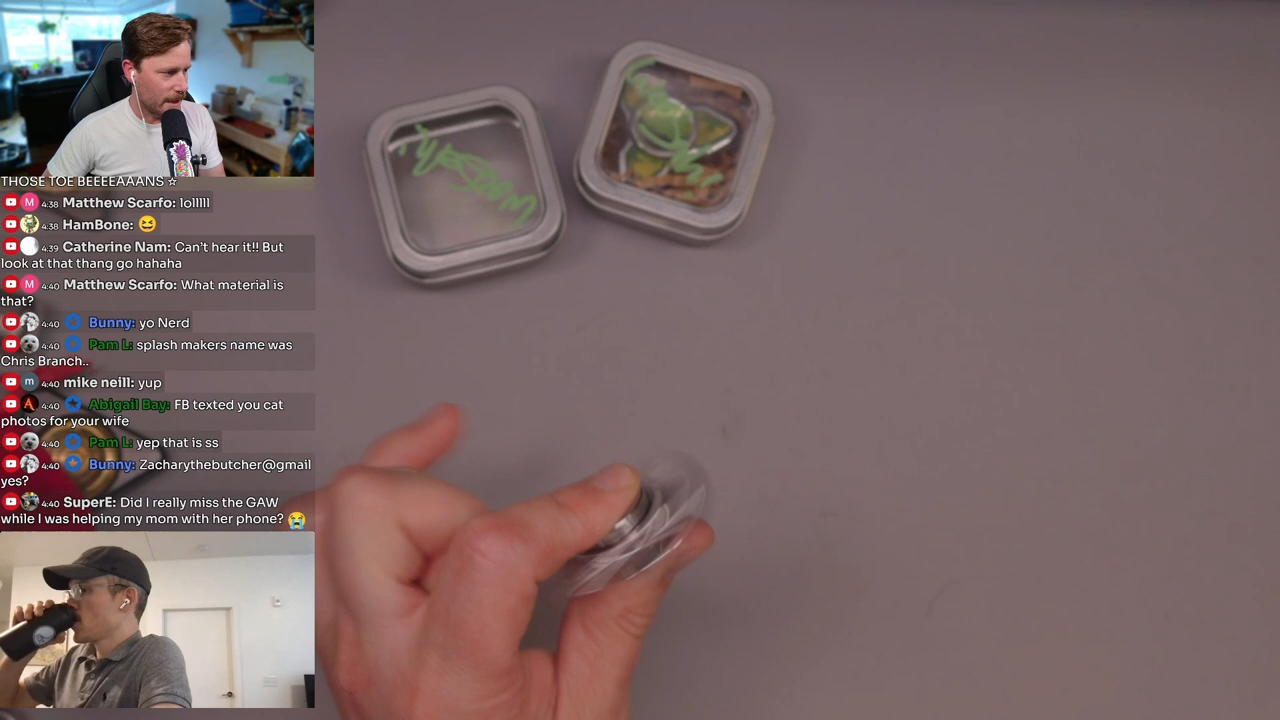 THOSE TOE BEEEEAAANS ☆
4:38 Matthew Scarfo: lolllll
4:38 HamBone: 😆
4:39 Catherine Nam: Can't hear it!! But
look at that thang go hahaha
M 4:40 Matthew Scarfo: What material is
that?
4:40 Bunny: yo Nerd
4:40 Pam L: splash makers name was
Chris Branch..
m 4:40 mike neill: yup
A 4:40 Abigail Bay: FB texted you cat
photos for your wife
4:40 Pam L: yep that is ss
4:40 Bunny: Zacharythebutcher@gmail
yes?
SuperE: Did I really miss the GAW
while I was helping my mom with her phone? 😭